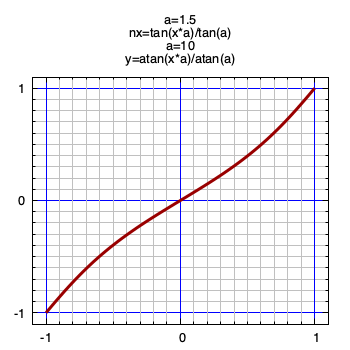 a=1.5
nx=tan(x*a)/tan(a)
a=10
y=atan(x*a)/atan(a)
1
0
-1
-1 0 1